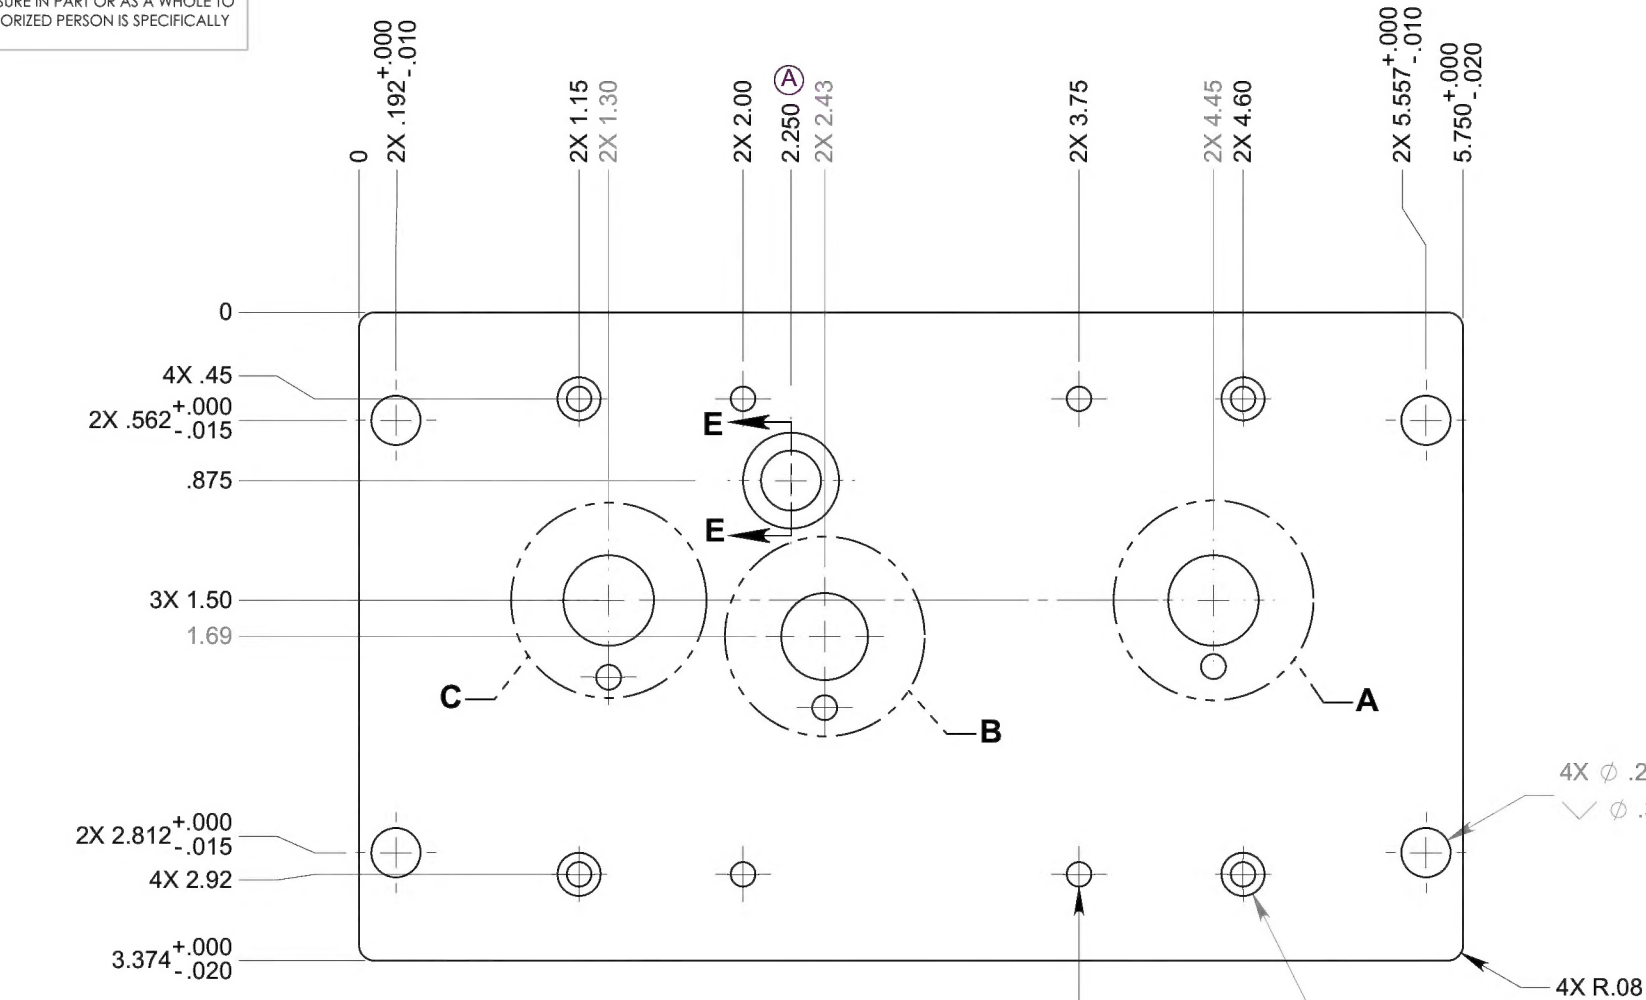 SURE IN PART OR AS A WHOLE TO
ORIZED PERSON IS SPECIFICALLY
0
2X .192 +.000 -.010
2X 1.15
2X 1.30
2X 2.00
2.250 A
2X 2.43
2X 3.75
2X 4.45
2X 4.60
2X 5.557 +.000 -.010
5.750 +.000 -.020
0
4X .45
2X .562 +.000 -.015
.875
3X 1.50
1.69
2X 2.812 +.000 -.015
4X 2.92
3.374 +.000 -.020
E
E
C
B
A
4X ∅ .2
⌵ ∅ .
4X R.08